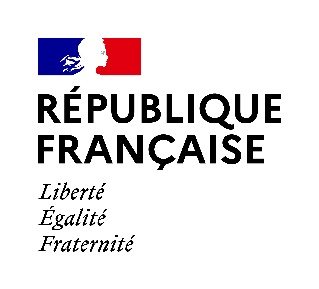 RÉPUBLIQUE
FRANÇAISE
Liberté
Égalité
Fraternité